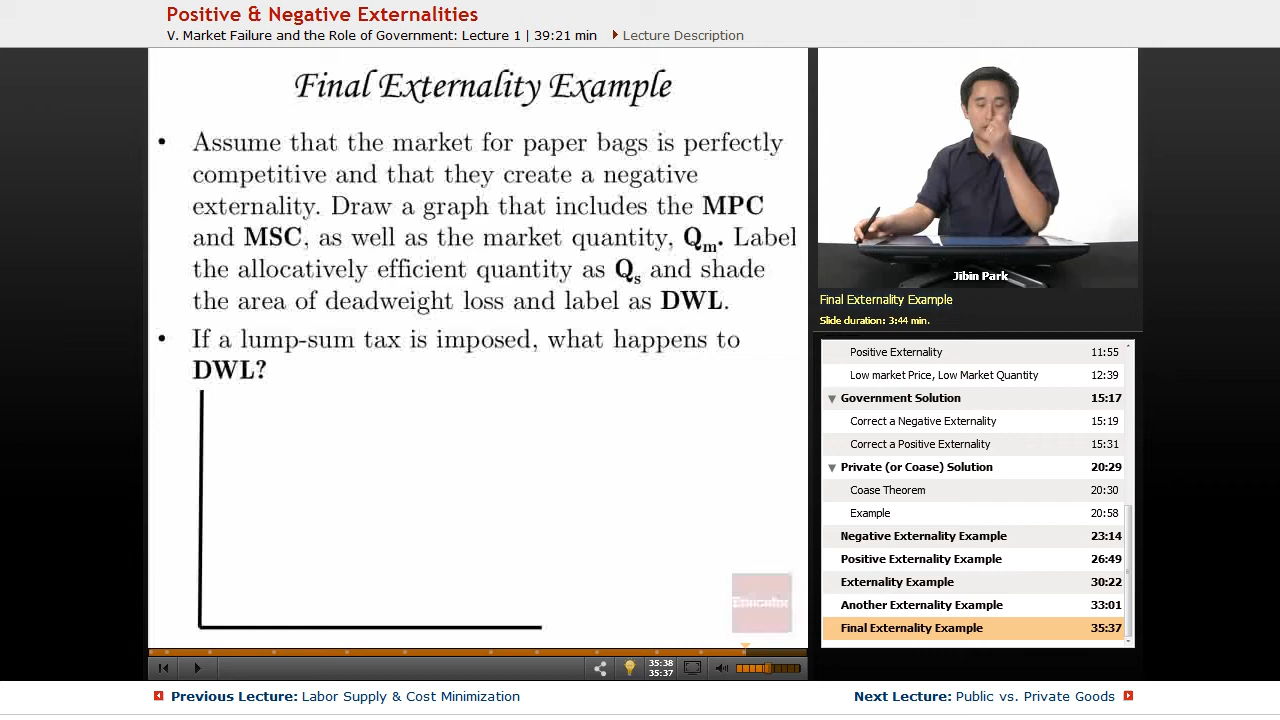 Positive & Negative Externalities
V. Market Failure and the Role of Government: Lecture 1 | 39:21 min Lecture Description
Final Externality Example
• Assume that the market for paper bags is perfectly
competitive and that they create a negative
externality. Draw a graph that includes the MPC
and MSC, as well as the market quantity, Qm. Label
the allocatively efficient quantity as Qs and shade
the area of deadweight loss and label as DWL.
• If a lump-sum tax is imposed, what happens to
DWL?
Educator
Jibin Park
Final Externality Example
Slide duration: 3:44 min.
Positive Externality 11:55
Low market Price, Low Market Quantity 12:39
Government Solution 15:17
Correct a Negative Externality 15:19
Correct a Positive Externality 15:31
Private (or Coase) Solution 20:29
Coase Theorem 20:30
Example 20:58
Negative Externality Example 23:14
Positive Externality Example 26:49
Externality Example 30:22
Another Externality Example 33:01
Final Externality Example 35:37
35:38
35:37
Previous Lecture: Labor Supply & Cost Minimization
Next Lecture: Public vs. Private Goods